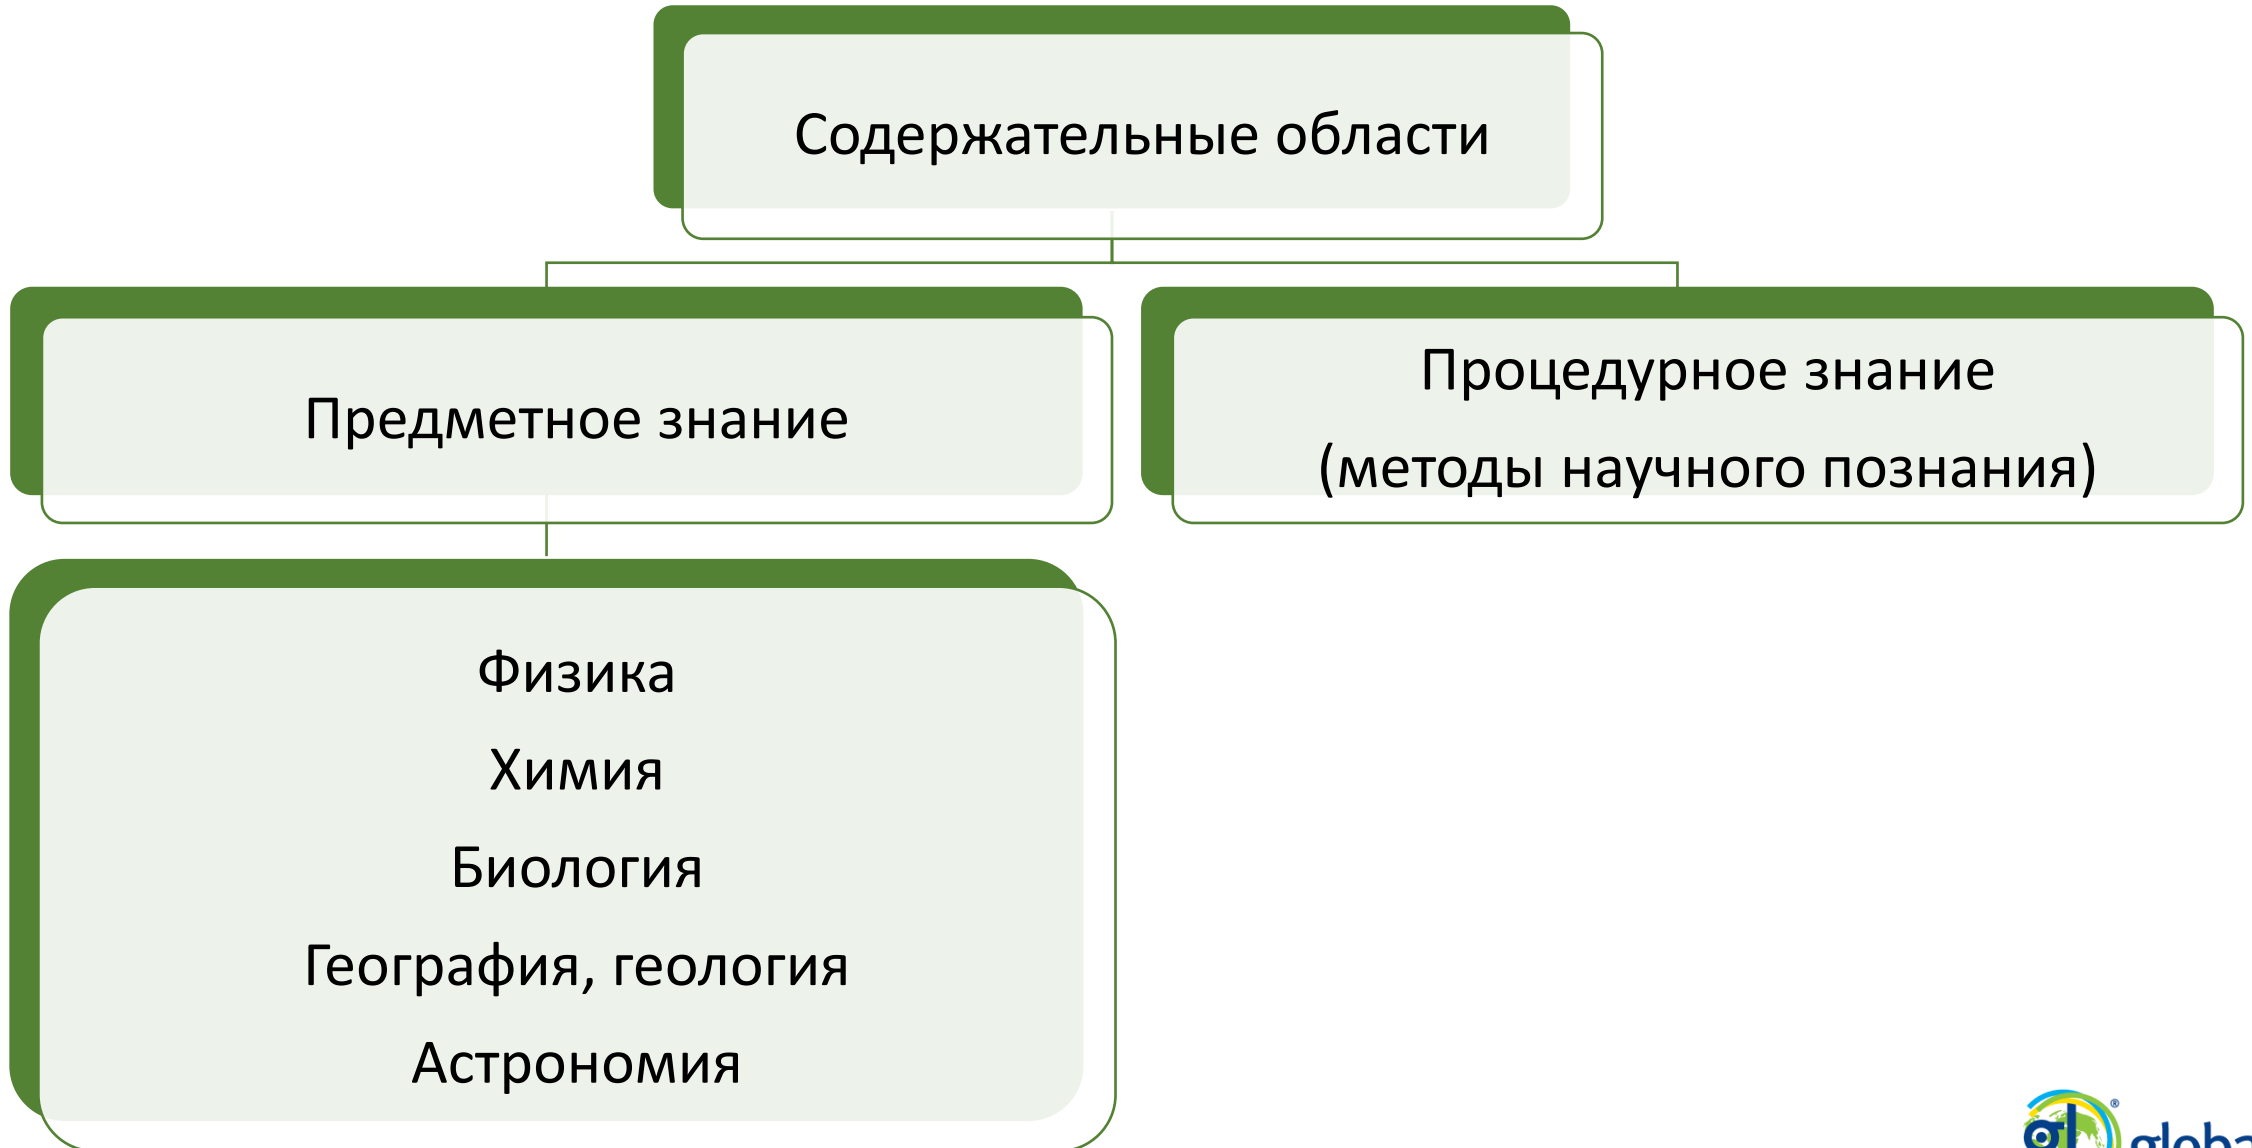 Содержательные области
Предметное знание
Процедурное знание
(методы научного познания)
Физика
Химия
Биология
География, геология
Астрономия